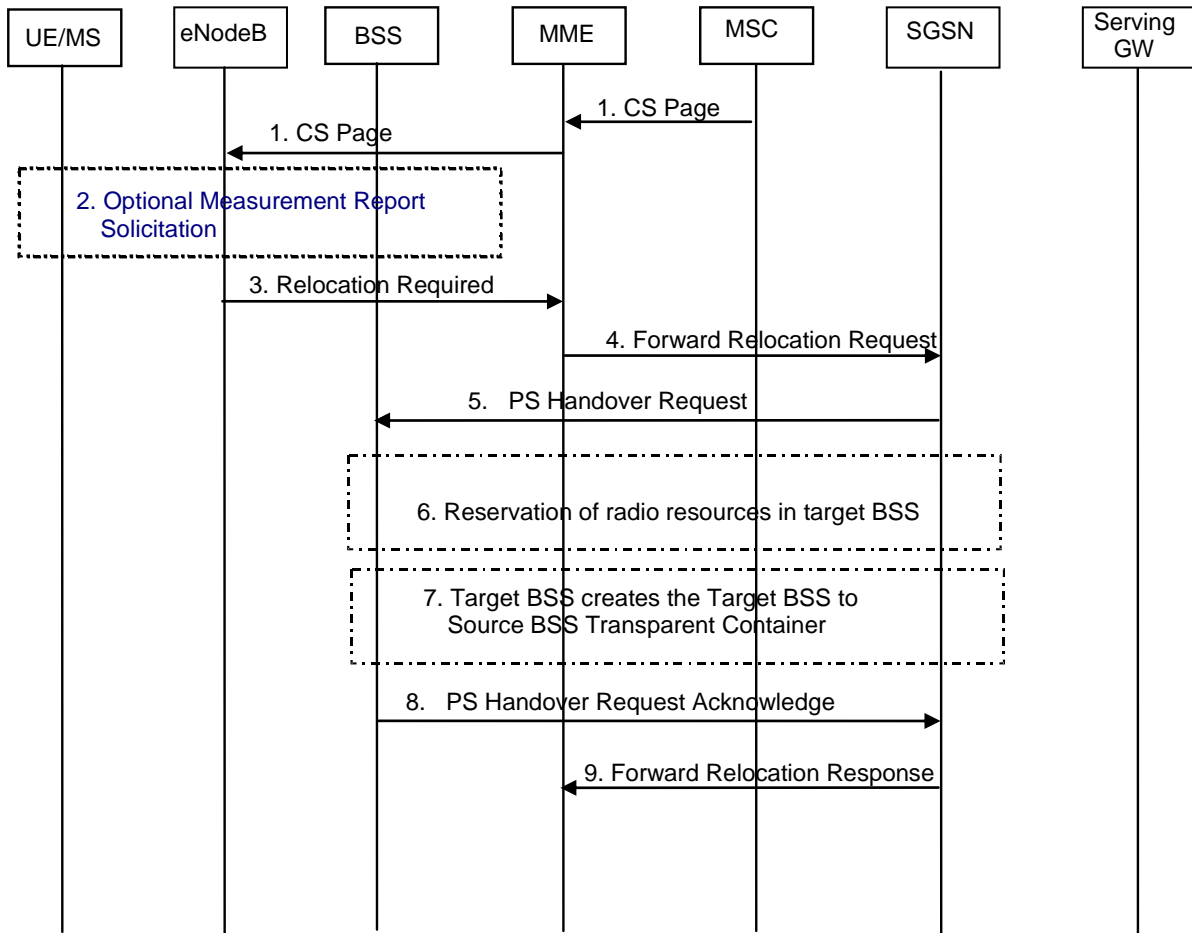 UE/MS
eNodeB
BSS
MME
MSC
SGSN
Serving
GW
1. CS Page
1. CS Page
2. Optional Measurement Report
Solicitation
3. Relocation Required
4. Forward Relocation Request
5. PS Handover Request
6. Reservation of radio resources in target BSS
7. Target BSS creates the Target BSS to
Source BSS Transparent Container
8. PS Handover Request Acknowledge
9. Forward Relocation Response